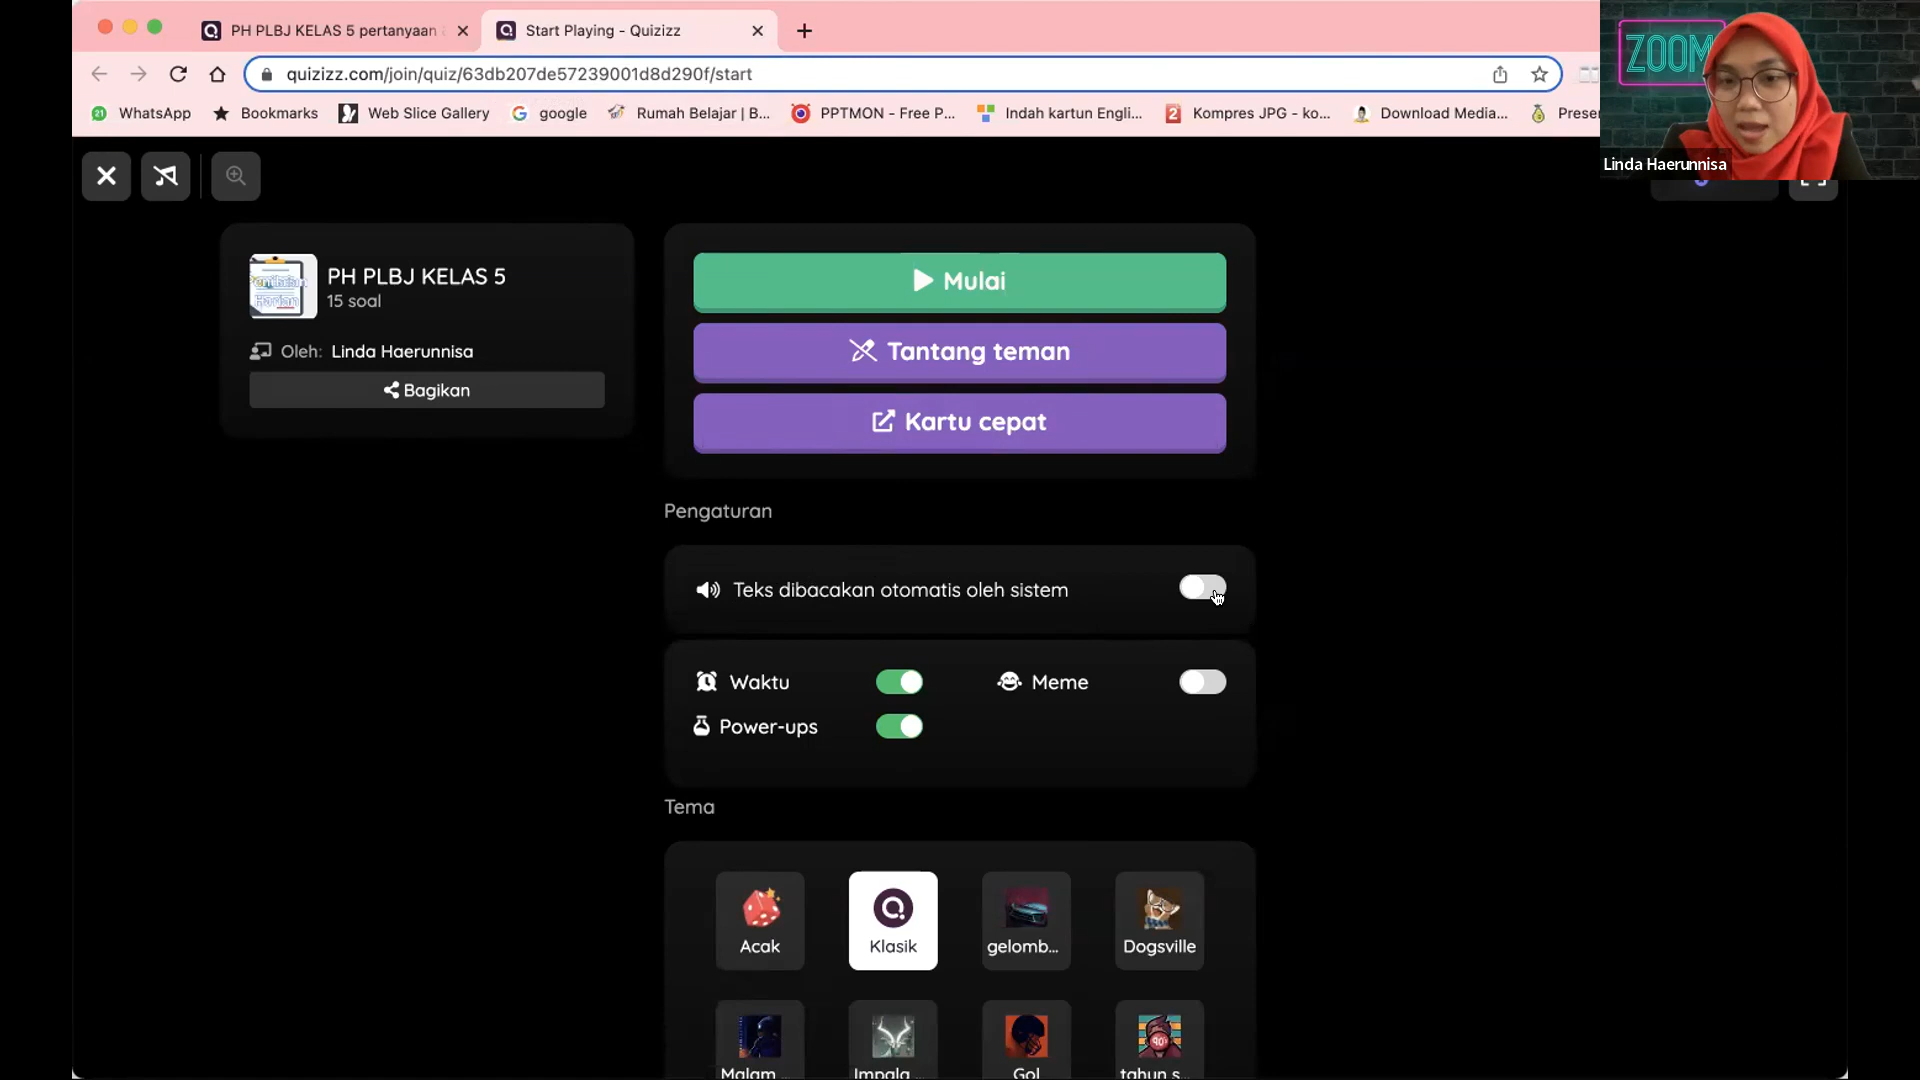 PH PLBJ KELAS 5 pertanyaan
Start Playing - Quizizz
quizizz.com/join/quiz/63db207de57239001d8d290f/start
WhatsApp
Bookmarks
Web Slice Gallery
google
Rumah Belajar | B...
PPTMON - Free P...
Indah kartun Engli...
Kompres JPG - ko...
Download Media...
Presen
ZOOM
Linda Haerunnisa
PH PLBJ KELAS 5
15 soal
Oleh: Linda Haerunnisa
Bagikan
Mulai
Tantang teman
Kartu cepat
Pengaturan
Teks dibacakan otomatis oleh sistem
Waktu
Meme
Power-ups
Tema
Acak
Klasik
gelomb...
Dogsville
Malam ...
Impala ...
Gol
tahun s...